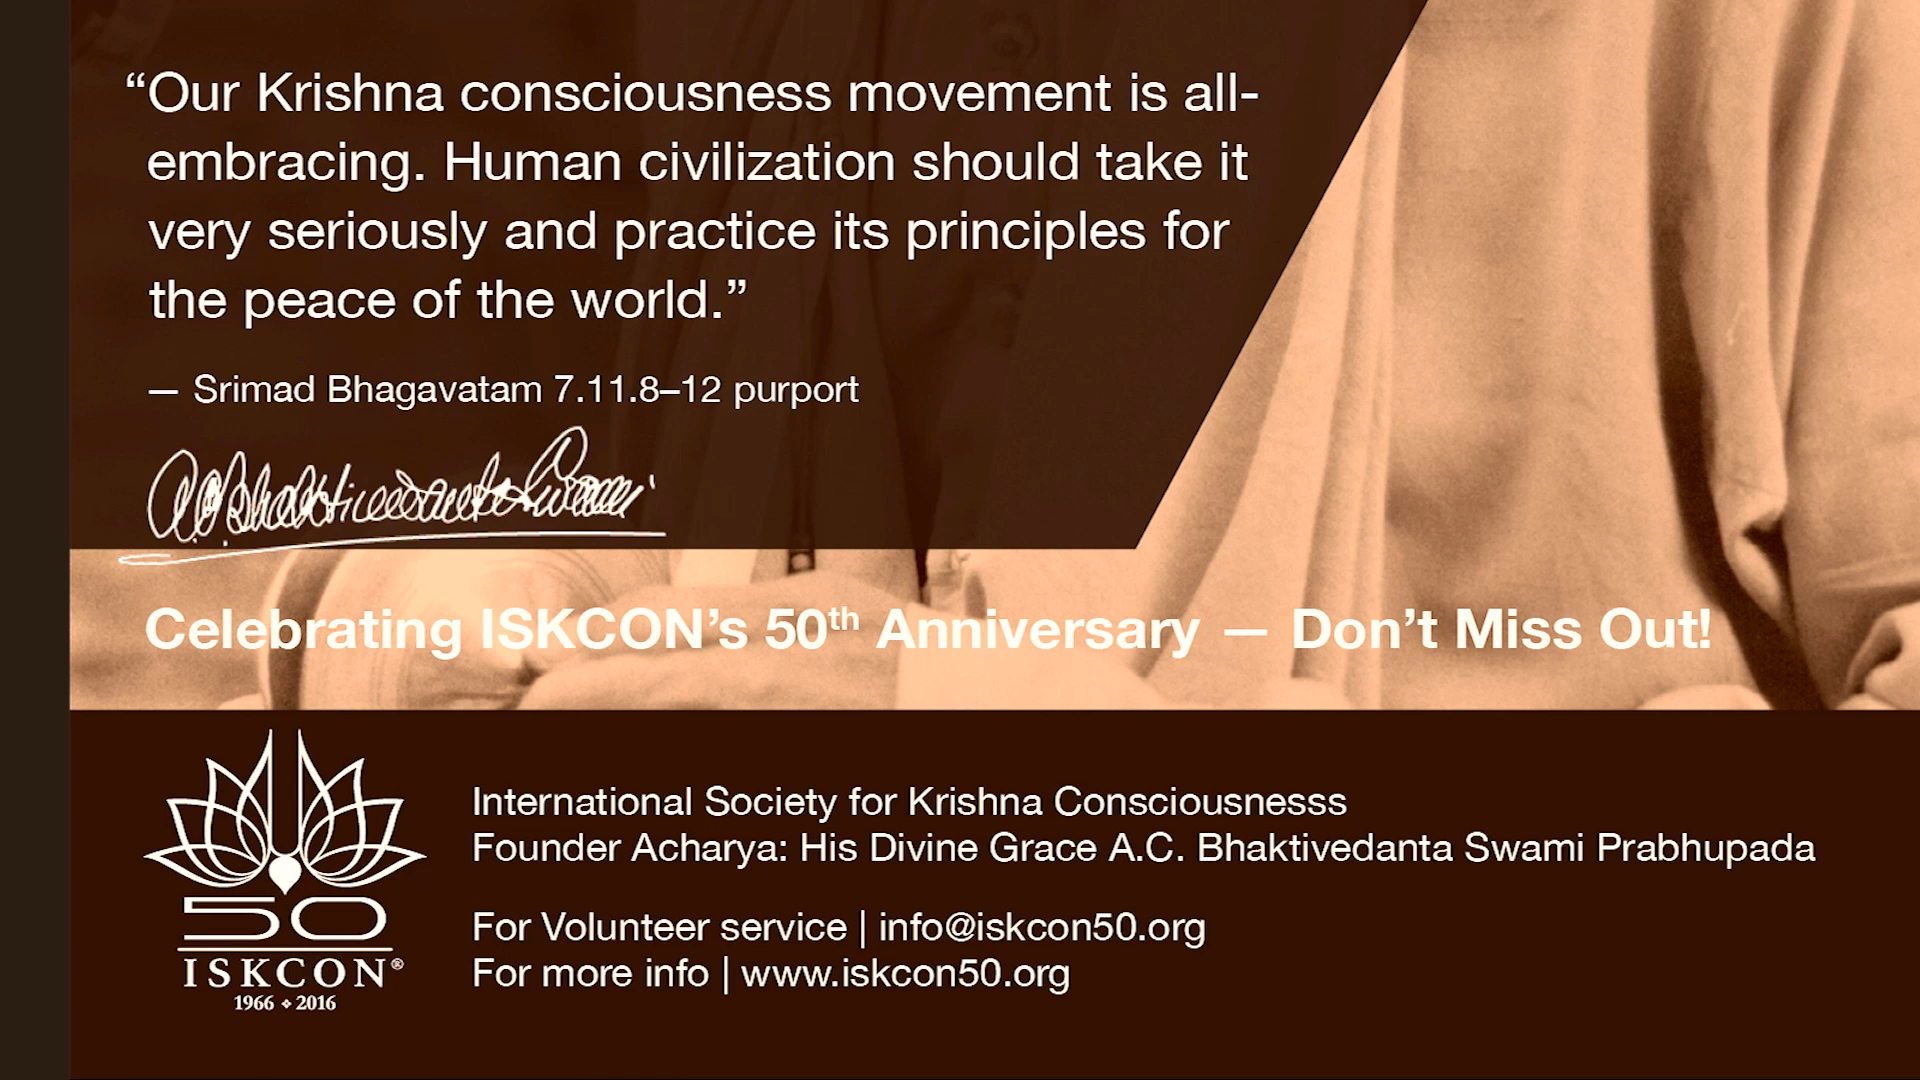 “Our Krishna consciousness movement is all-
embracing. Human civilization should take it
very seriously and practice its principles for
the peace of the world.”
— Srimad Bhagavatam 7.11.8–12 purport
A.C. Bhaktivedanta Swami
Celebrating ISKCON’s 50th Anniversary — Don’t Miss Out!
50
ISKCON®
1966 ❖ 2016
International Society for Krishna Consciousnesss
Founder Acharya: His Divine Grace A.C. Bhaktivedanta Swami Prabhupada
For Volunteer service | info@iskcon50.org
For more info | www.iskcon50.org